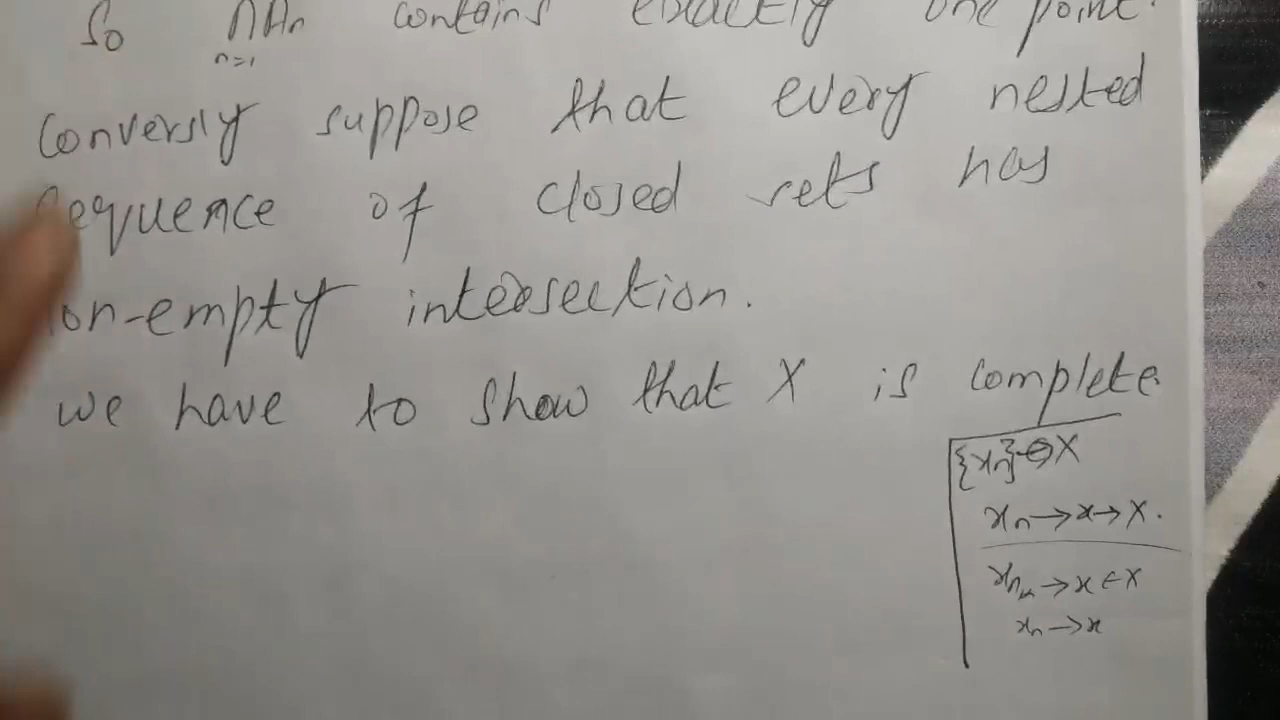 So ∩Aₙ contains exactly one point.
n=1
Conversly suppose that every nested
sequence of closed sets has
non-empty intersection.
we have to show that X is complete.
{xn} X
xn→x→X.
xnₖ→x∈X
xn→x